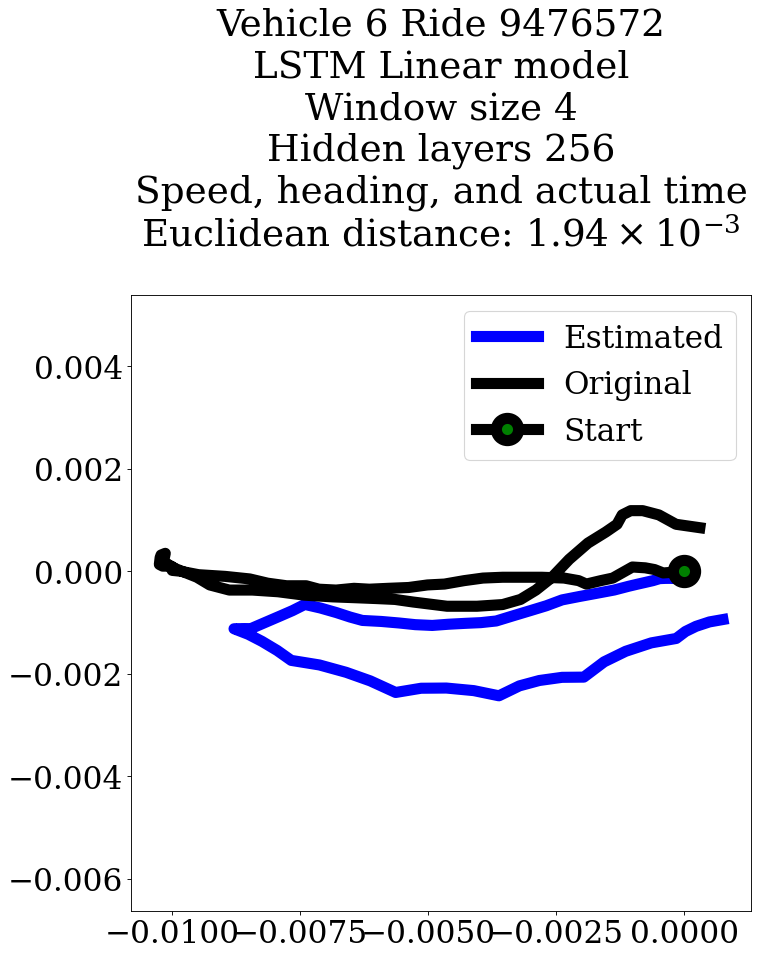 Vehicle 6 Ride 9476572
LSTM Linear model
Window size 4
Hidden layers 256
Speed, heading, and actual time
Euclidean distance: 1.94 × 10⁻³
Estimated
Original
Start
0.004
0.002
0.000
−0.002
−0.004
−0.006
−0.0100 −0.0075 −0.0050 −0.0025 0.0000